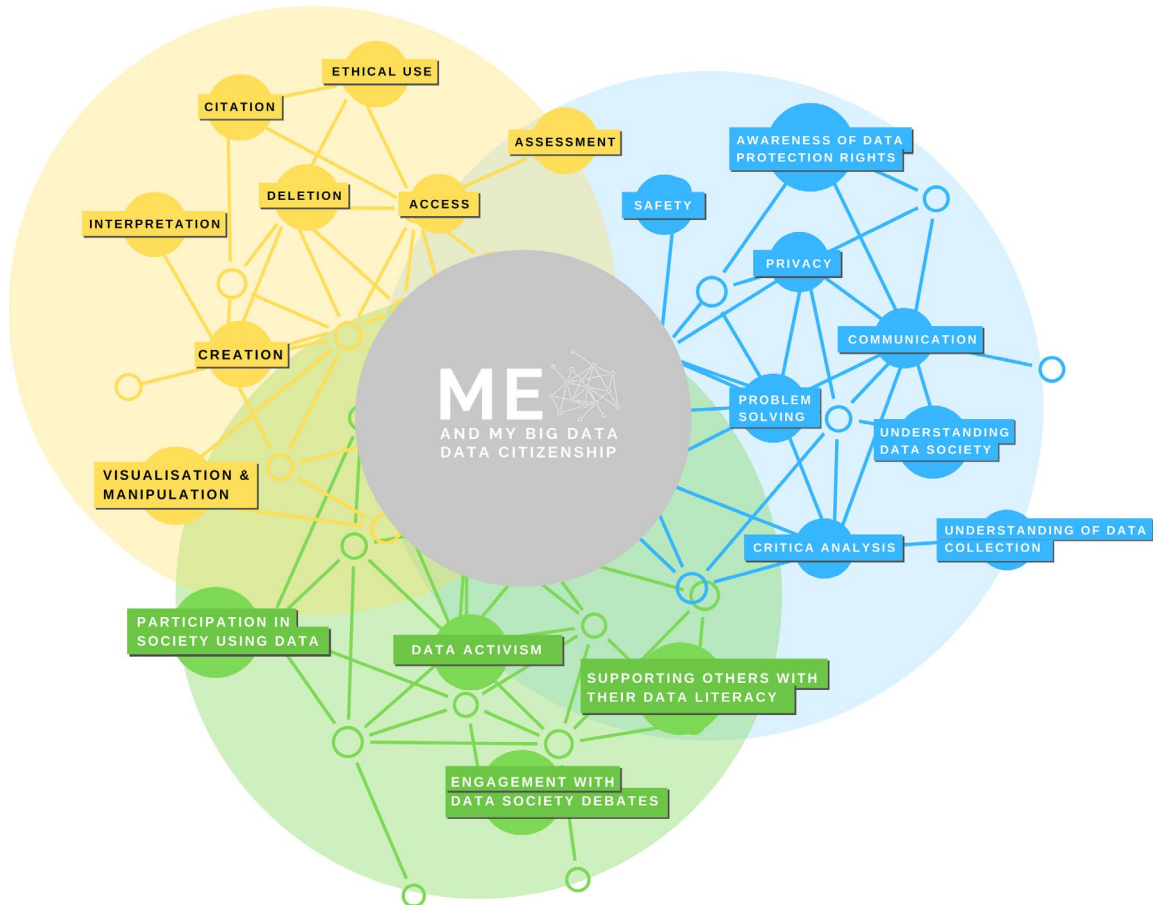 ETHICAL USE
CITATION
ASSESSMENT
DELETION
ACCESS
INTERPRETATION
CREATION
VISUALISATION &
MANIPULATION
AWARENESS OF DATA
PROTECTION RIGHTS
SAFETY
PRIVACY
COMMUNICATION
PROBLEM
SOLVING
UNDERSTANDING
DATA SOCIETY
CRITICA ANALYSIS
UNDERSTANDING OF DATA
COLLECTION
ME
AND MY BIG DATA
DATA CITIZENSHIP
PARTICIPATION IN
SOCIETY USING DATA
DATA ACTIVISM
SUPPORTING OTHERS WITH
THEIR DATA LITERACY
ENGAGEMENT WITH
DATA SOCIETY DEBATES